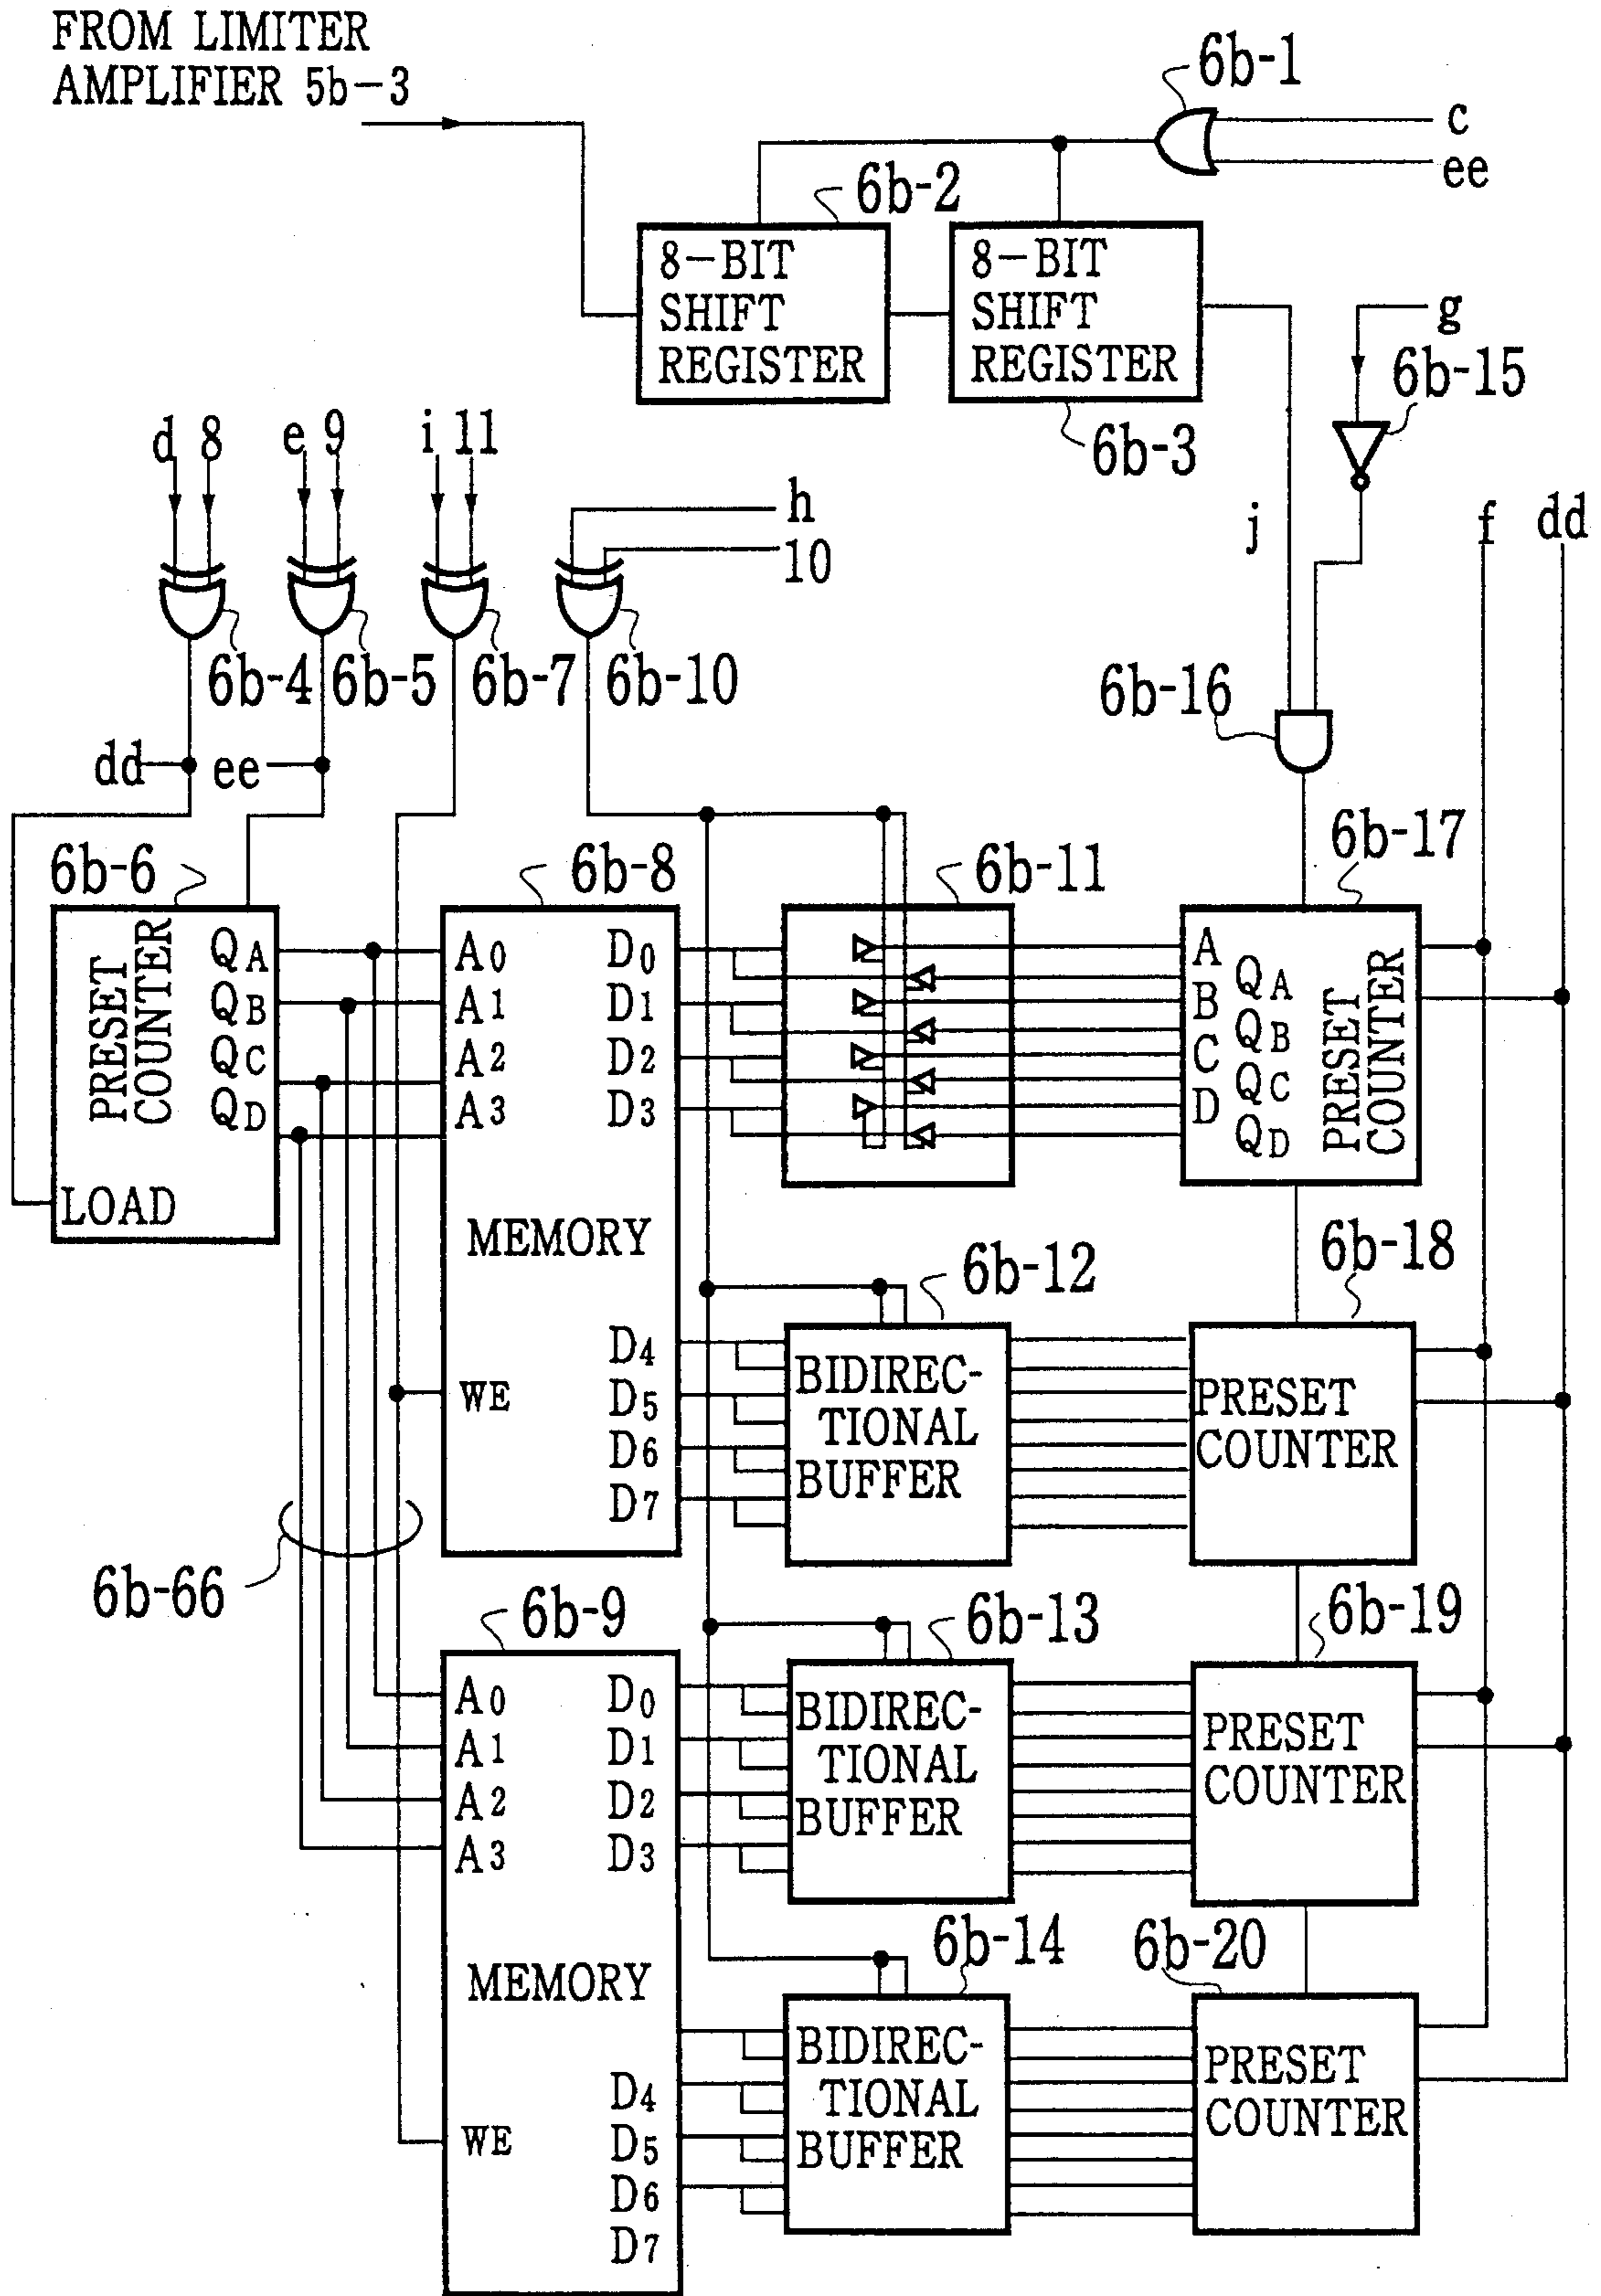 FROM LIMITER
AMPLIFIER 5b-3
6b-1
c
ee
6b-2
8-BIT
SHIFT
REGISTER
8-BIT
SHIFT
REGISTER
6b-3
g
6b-15
d 8
e 9
i 11
h
10
j
f
dd
6b-4
6b-5
6b-7
6b-10
6b-16
dd
ee
6b-6
6b-8
6b-11
6b-17
PRESET
COUNTER
QA
QB
QC
QD
LOAD
A0
A1
A2
A3
D0
D1
D2
D3
MEMORY
D4
D5
D6
D7
WE
A
B
C
D
QA
QB
QC
QD
PRESET
COUNTER
6b-12
BIDIREC-
TIONAL
BUFFER
6b-18
PRESET
COUNTER
6b-66
6b-9
6b-13
6b-19
A0
A1
A2
A3
D0
D1
D2
D3
MEMORY
WE
D4
D5
D6
D7
BIDIREC-
TIONAL
BUFFER
PRESET
COUNTER
6b-14
6b-20
BIDIREC-
TIONAL
BUFFER
PRESET
COUNTER